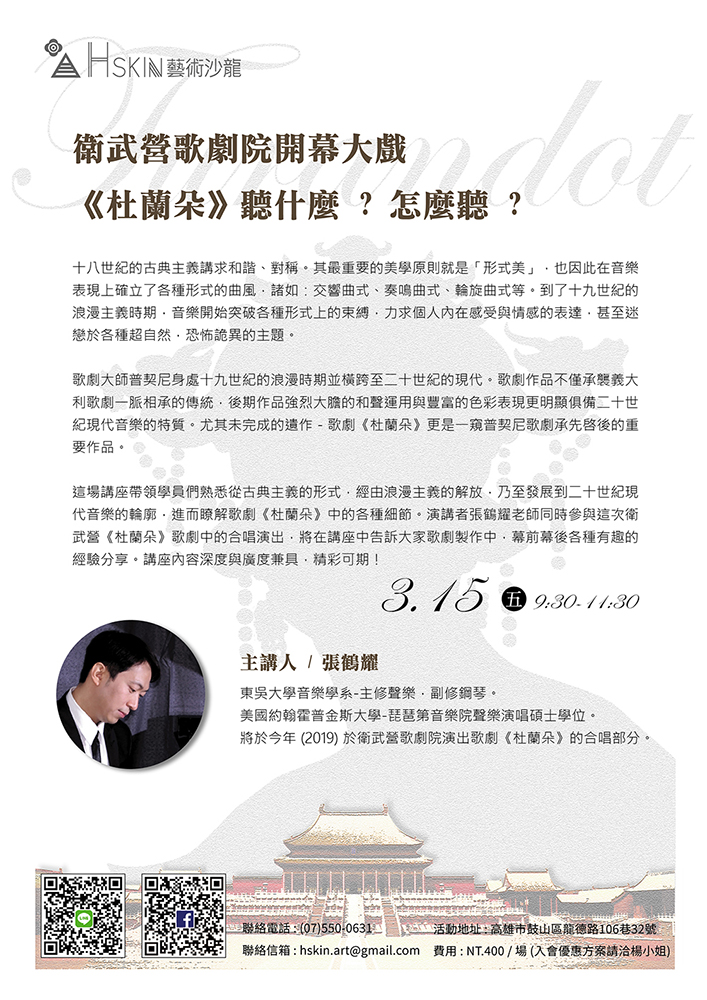 HSKIN 藝術沙龍
Turandot
衛武營歌劇院開幕大戲
《杜蘭朵》聽什麼 ? 怎麼聽 ?
十八世紀的古典主義講求和諧、對稱。其最重要的美學原則就是「形式美」，也因此在音樂
表現上確立了各種形式的曲風，諸如：交響曲式、奏鳴曲式、輪旋曲式等。到了十九世紀的
浪漫主義時期，音樂開始突破各種形式上的束縛，力求個人內在感受與情感的表達，甚至迷
戀於各種超自然，恐怖詭異的主題。
歌劇大師普契尼身處十九世紀的浪漫時期並橫跨至二十世紀的現代。歌劇作品不僅承襲義大
利歌劇一脈相承的傳統，後期作品強烈大膽的和聲運用與豐富的色彩表現更明顯俱備二十世
紀現代音樂的特質。尤其未完成的遺作 - 歌劇《杜蘭朵》更是一窺普契尼歌劇承先啓後的重
要作品。
這場講座帶領學員們熟悉從古典主義的形式，經由浪漫主義的解放，乃至發展到二十世紀現
代音樂的輪廓，進而瞭解歌劇《杜蘭朵》中的各種細節。演講者張鶴耀老師同時參與這次衛
武營《杜蘭朵》歌劇中的合唱演出，將在講座中告訴大家歌劇製作中，幕前幕後各種有趣的
經驗分享。講座內容深度與廣度兼具，精彩可期！
3.15 五 9:30-11:30
主講人 / 張鶴耀
東吳大學音樂學系-主修聲樂，副修鋼琴。
美國約翰霍普金斯大學-琵琶第音樂院聲樂演唱碩士學位。
將於今年 (2019) 於衛武營歌劇院演出歌劇《杜蘭朵》的合唱部分。
LINE
聯絡電話 : (07)550-0631
聯絡信箱 : hskin.art@gmail.com
活動地址 : 高雄市鼓山區龍德路106巷32號
費用 : NT.400 / 場 (入會優惠方案請洽楊小姐)